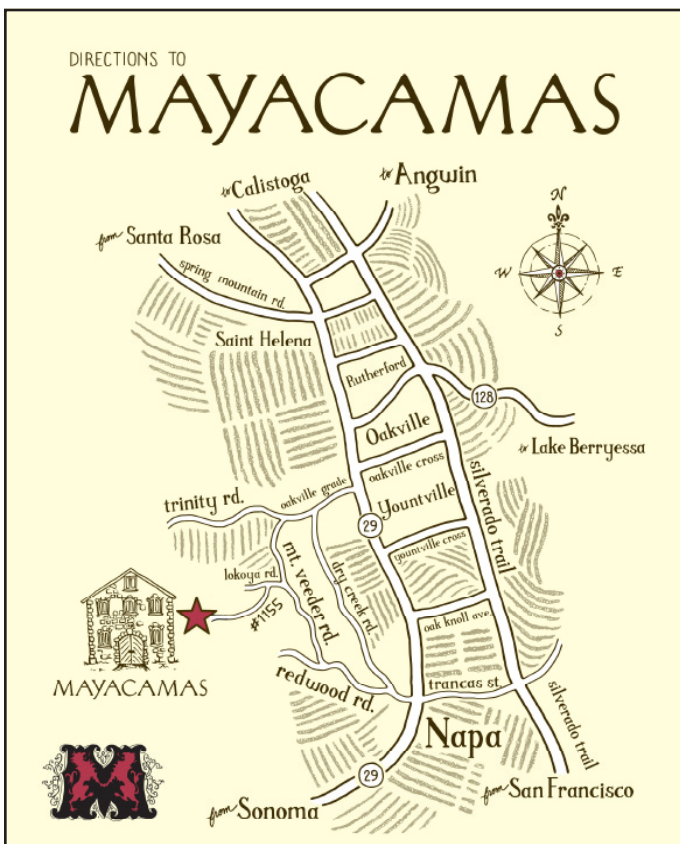 DIRECTIONS TO
MAYACAMAS
to Calistoga
to Angwin
from Santa Rosa
spring mountain rd.
N
W
E
S
Saint Helena
Rutherford
128
Oakville
to Lake Berryessa
oakville cross
silverado trail
trinity rd.
oakville grade
Yountville
29
yountville cross
lokoya rd.
mt. veeder rd.
dry creek rd.
#1155
oak knoll ave.
MAYACAMAS
redwood rd.
trancas st.
silverado trail
Napa
29
from San Francisco
from Sonoma
M